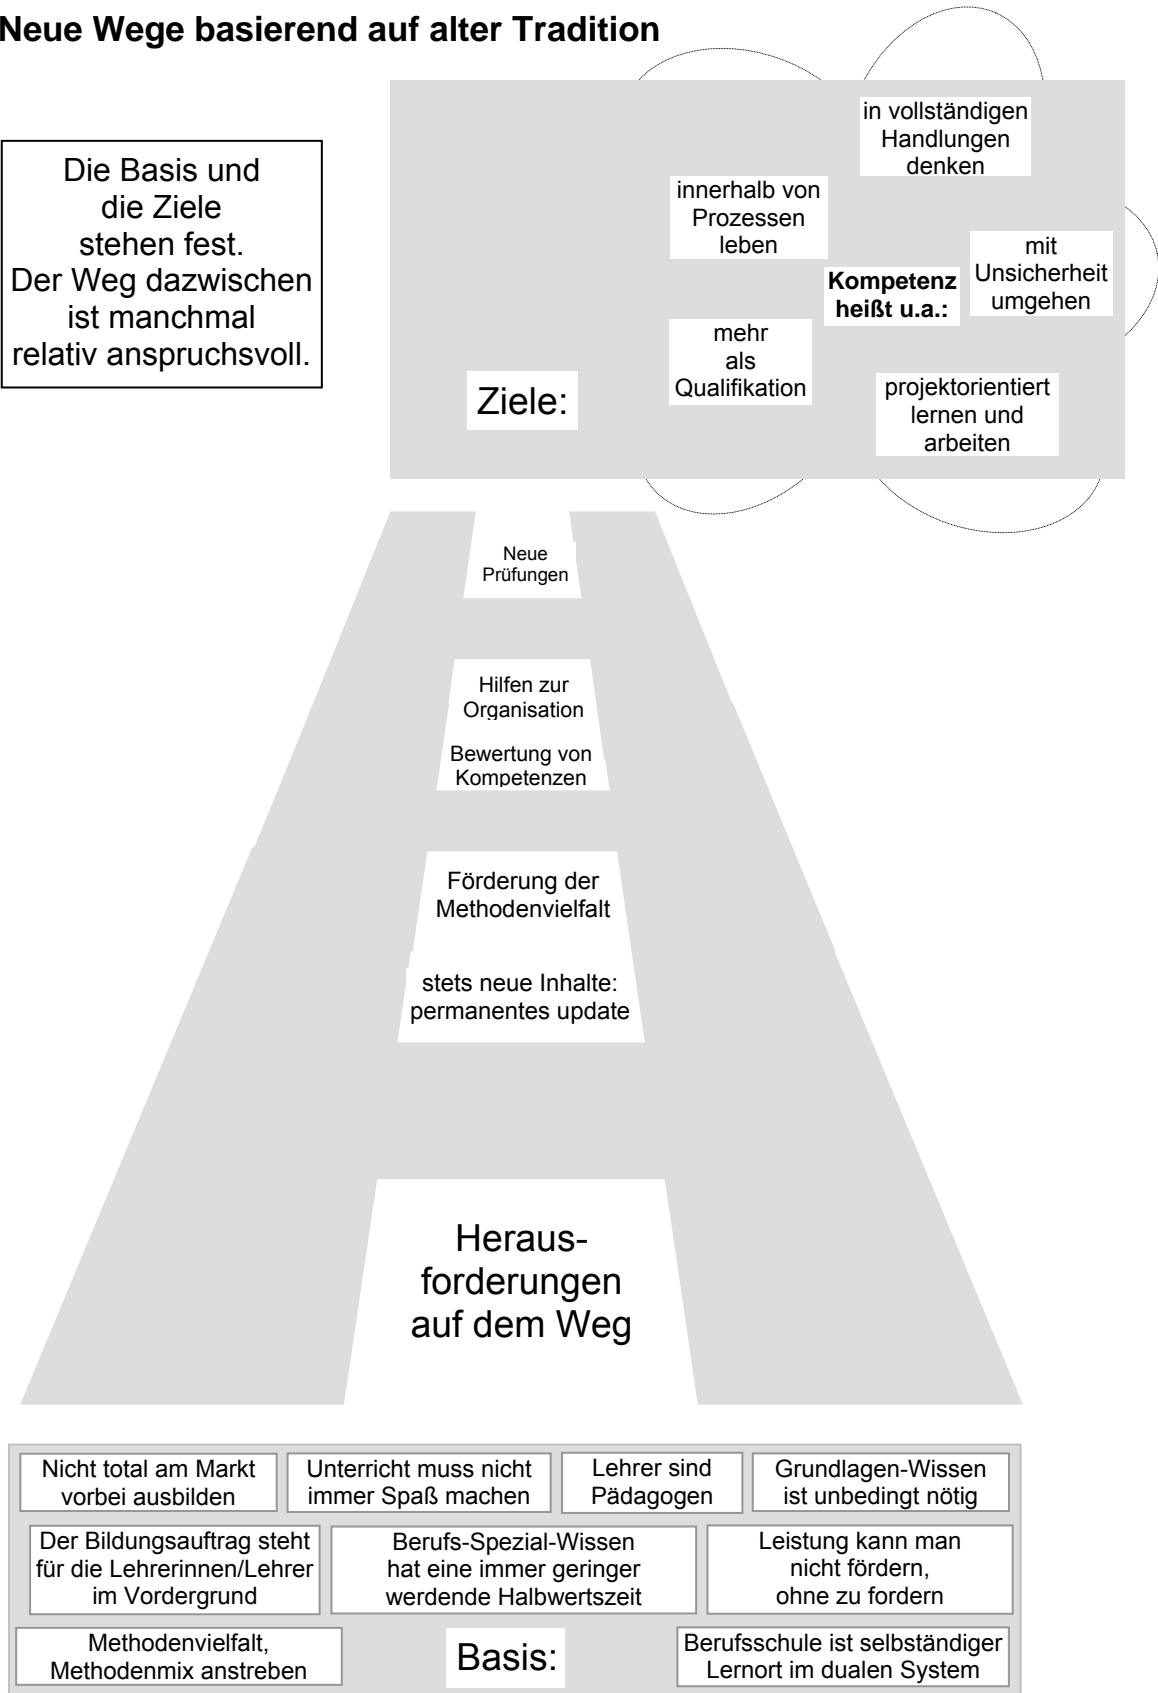 Neue Wege basierend auf alter Tradition
Die Basis und
die Ziele
stehen fest.
Der Weg dazwischen
ist manchmal
relativ anspruchsvoll.
in vollständigen
Handlungen
denken
innerhalb von
Prozessen
leben
mit
Unsicherheit
umgehen
Kompetenz
heißt u.a.:
mehr
als
Qualifikation
projektorientiert
lernen und
arbeiten
Ziele:
Neue
Prüfungen
Hilfen zur
Organisation
Bewertung von
Kompetenzen
Förderung der
Methodenvielfalt
stets neue Inhalte:
permanentes update
Heraus-
forderungen
auf dem Weg
Nicht total am Markt
vorbei ausbilden
Unterricht muss nicht
immer Spaß machen
Lehrer sind
Pädagogen
Grundlagen-Wissen
ist unbedingt nötig
Der Bildungsauftrag steht
für die Lehrerinnen/Lehrer
im Vordergrund
Berufs-Spezial-Wissen
hat eine immer geringer
werdende Halbwertszeit
Leistung kann man
nicht fördern,
ohne zu fordern
Methodenvielfalt,
Methodenmix anstreben
Basis:
Berufsschule ist selbständiger
Lernort im dualen System